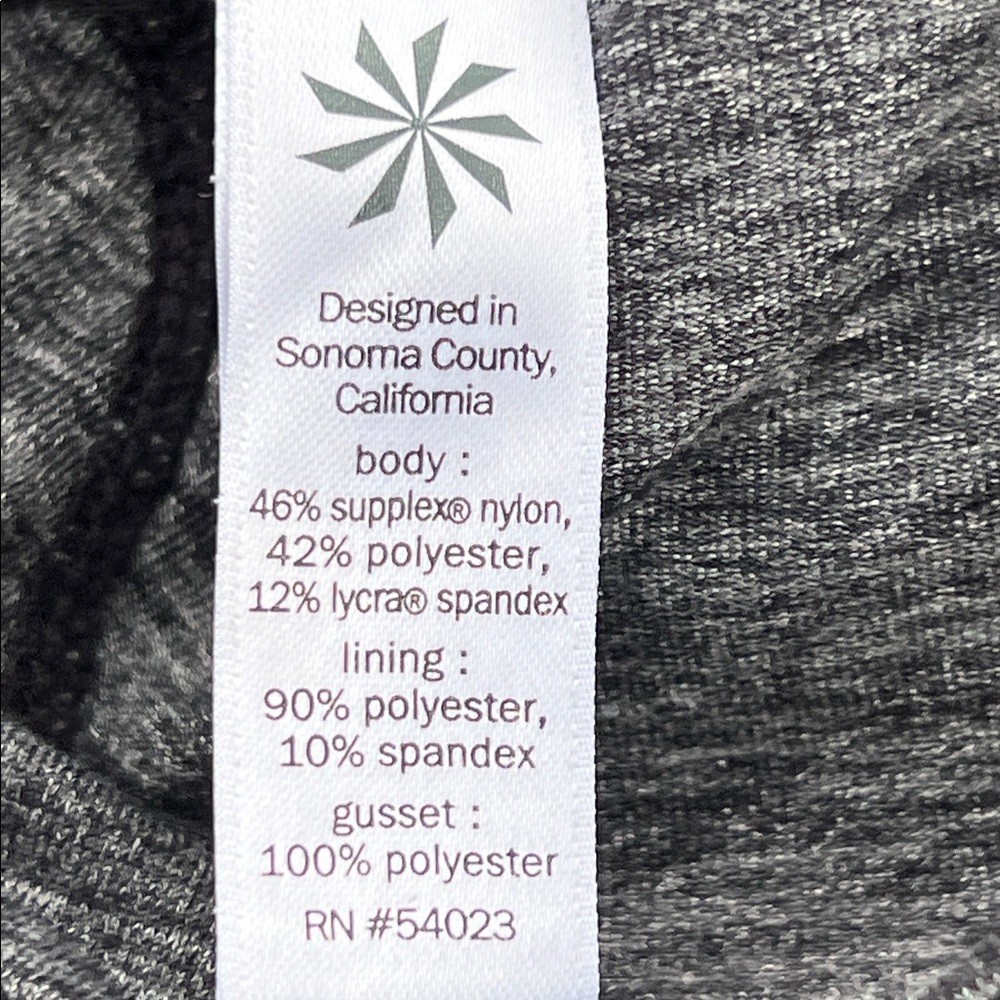 Designed in
Sonoma County,
California
body :
46% supplex® nylon,
42% polyester,
12% lycra® spandex
lining :
90% polyester,
10% spandex
gusset :
100% polyester
RN #54023